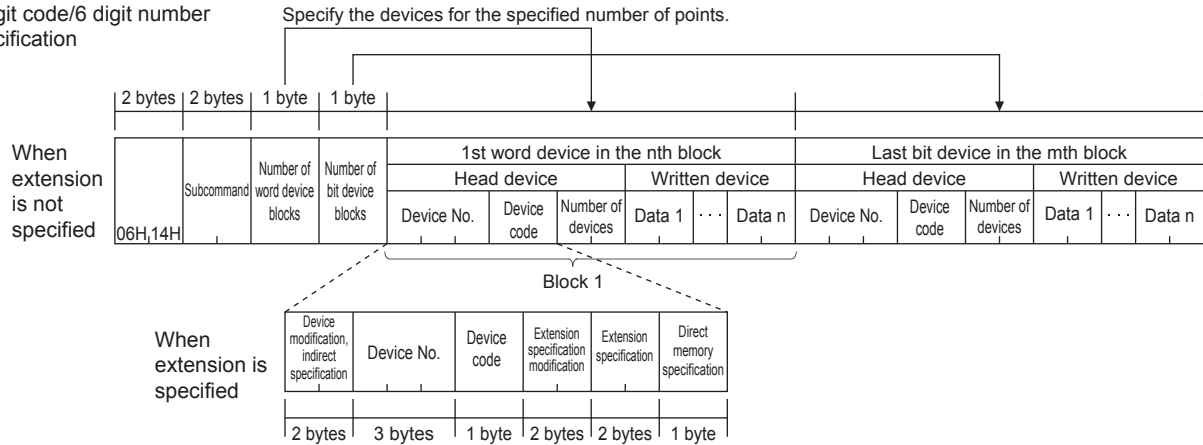 git code/6 digit number
cification
Specify the devices for the specified number of points.
2 bytes 2 bytes 1 byte 1 byte
When
extension
is not
specified
06H 14H
Subcommand
Number of
word device
blocks
Number of
bit device
blocks
1st word device in the nth block
Head device
Written device
Device No.
Device
code
Number of
devices
Data 1
···
Data n
Last bit device in the mth block
Head device
Written device
Device No.
Device
code
Number of
devices
Data 1
···
Data n
Block 1
When
extension is
specified
Device
modification,
indirect
specification
Device No.
Device
code
Extension
specification
modification
Extension
specification
Direct
memory
specification
2 bytes 3 bytes 1 byte 2 bytes 2 bytes 1 byte